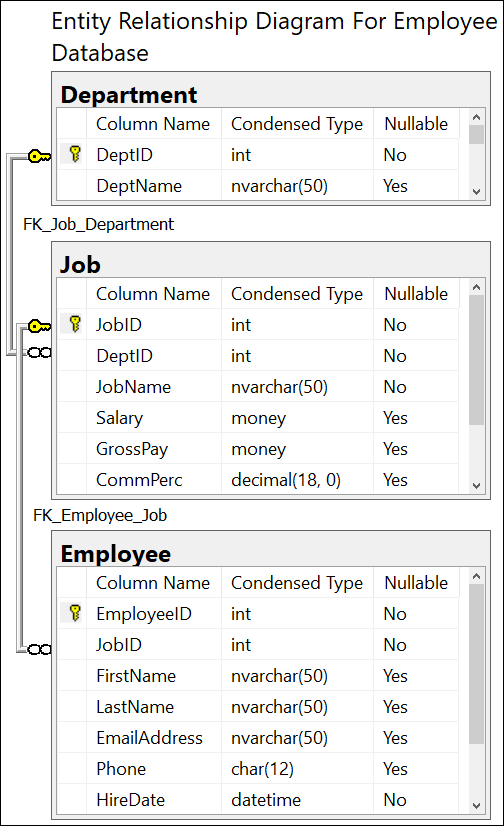 Entity Relationship Diagram For Employee
Database
Department
Column Name Condensed Type Nullable
DeptID int No
DeptName nvarchar(50) Yes
FK_Job_Department
Job
Column Name Condensed Type Nullable
JobID int No
DeptID int No
JobName nvarchar(50) No
Salary money Yes
GrossPay money Yes
CommPerc decimal(18, 0) Yes
FK_Employee_Job
Employee
Column Name Condensed Type Nullable
EmployeeID int No
JobID int No
FirstName nvarchar(50) Yes
LastName nvarchar(50) Yes
EmailAddress nvarchar(50) Yes
Phone char(12) Yes
HireDate datetime No